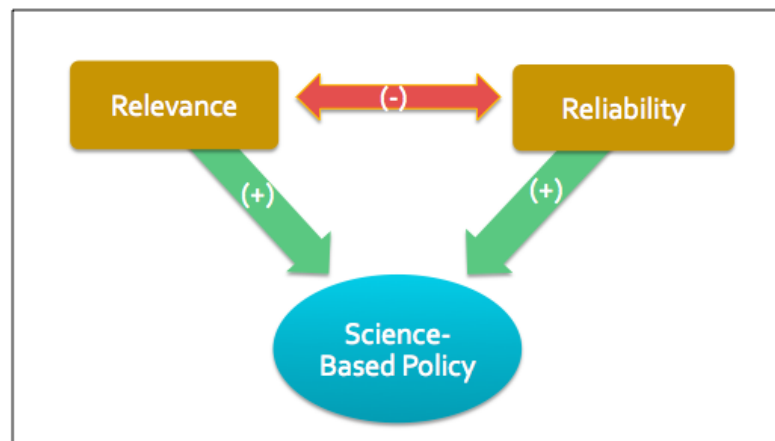 Relevance
(-)
Reliability
(+)
(+)
Science-
Based Policy